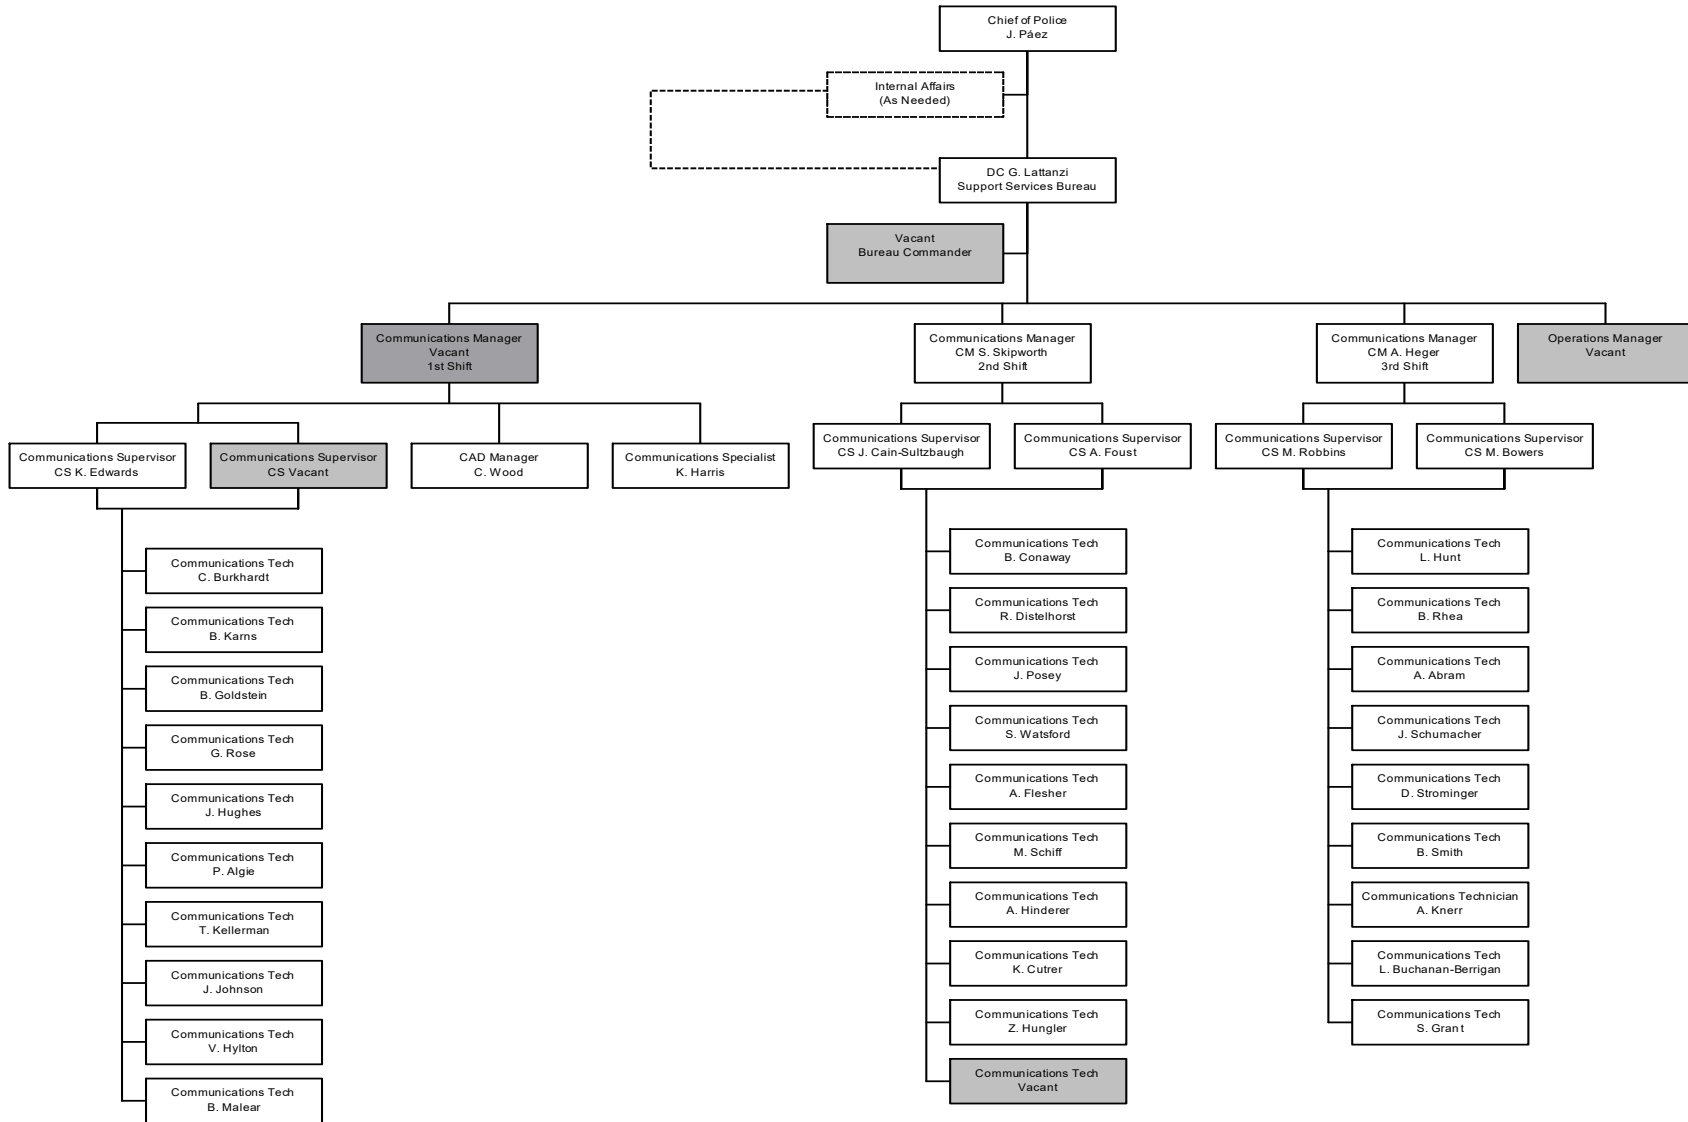 Chief of Police
J. Páez
Internal Affairs
(As Needed)
DC G. Lattanzi
Support Services Bureau
Vacant
Bureau Commander
Communications Manager
Vacant
1st Shift
Communications Manager
CM S. Skipworth
2nd Shift
Communications Manager
CM A. Heger
3rd Shift
Operations Manager
Vacant
Communications Supervisor
CS K. Edwards
Communications Supervisor
CS Vacant
CAD Manager
C. Wood
Communications Specialist
K. Harris
Communications Supervisor
CS J. Cain-Sultzbaugh
Communications Supervisor
CS A. Foust
Communications Supervisor
CS M. Robbins
Communications Supervisor
CS M. Bowers
Communications Tech
C. Burkhardt
Communications Tech
B. Karns
Communications Tech
B. Goldstein
Communications Tech
G. Rose
Communications Tech
J. Hughes
Communications Tech
P. Algie
Communications Tech
T. Kellerman
Communications Tech
J. Johnson
Communications Tech
V. Hylton
Communications Tech
B. Malear
Communications Tech
B. Conaway
Communications Tech
R. Distelhorst
Communications Tech
J. Posey
Communications Tech
S. Watsford
Communications Tech
A. Flesher
Communications Tech
M. Schiff
Communications Tech
A. Hinderer
Communications Tech
K. Cutrer
Communications Tech
Z. Hungler
Communications Tech
Vacant
Communications Tech
L. Hunt
Communications Tech
B. Rhea
Communications Tech
A. Abram
Communications Tech
J. Schumacher
Communications Tech
D. Strominger
Communications Tech
B. Smith
Communications Technician
A. Knerr
Communications Tech
L. Buchanan-Berrigan
Communications Tech
S. Grant